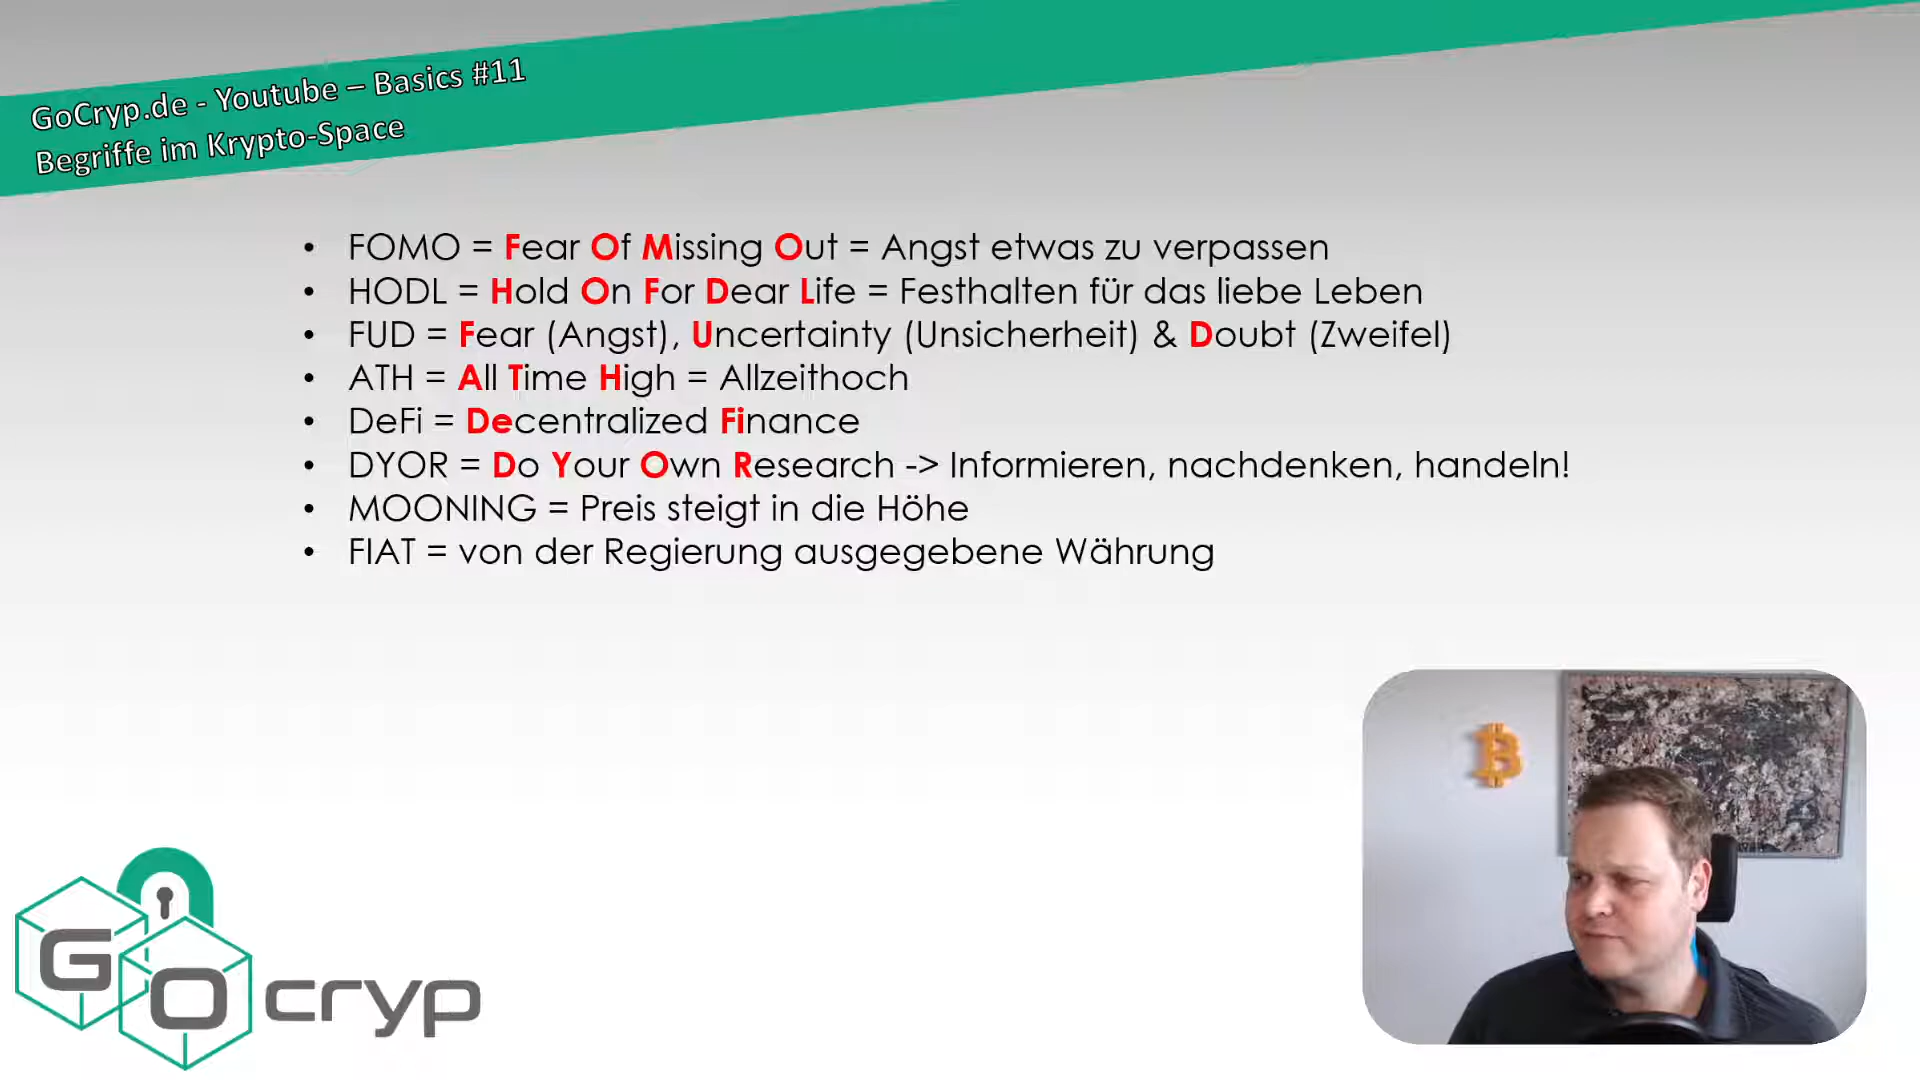 GoCryp.de - Youtube – Basics #11
Begriffe im Krypto-Space
• FOMO = Fear Of Missing Out = Angst etwas zu verpassen
• HODL = Hold On For Dear Life = Festhalten für das liebe Leben
• FUD = Fear (Angst), Uncertainty (Unsicherheit) & Doubt (Zweifel)
• ATH = All Time High = Allzeithoch
• DeFi = Decentralized Finance
• DYOR = Do Your Own Research -> Informieren, nachdenken, handeln!
• MOONING = Preis steigt in die Höhe
• FIAT = von der Regierung ausgegebene Währung
GO cryp